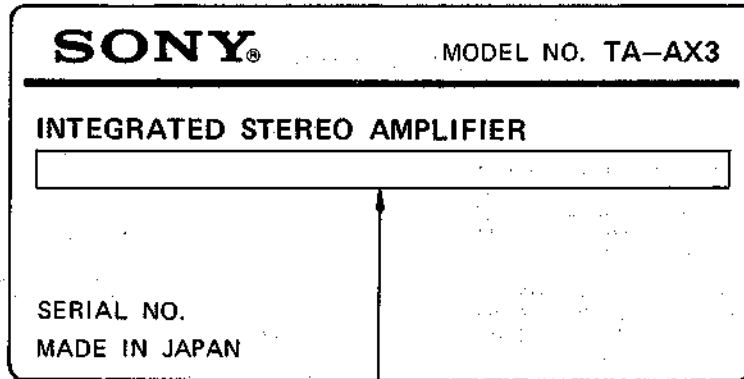 SONY® MODEL NO. TA–AX3
INTEGRATED STEREO AMPLIFIER
SERIAL NO.
MADE IN JAPAN